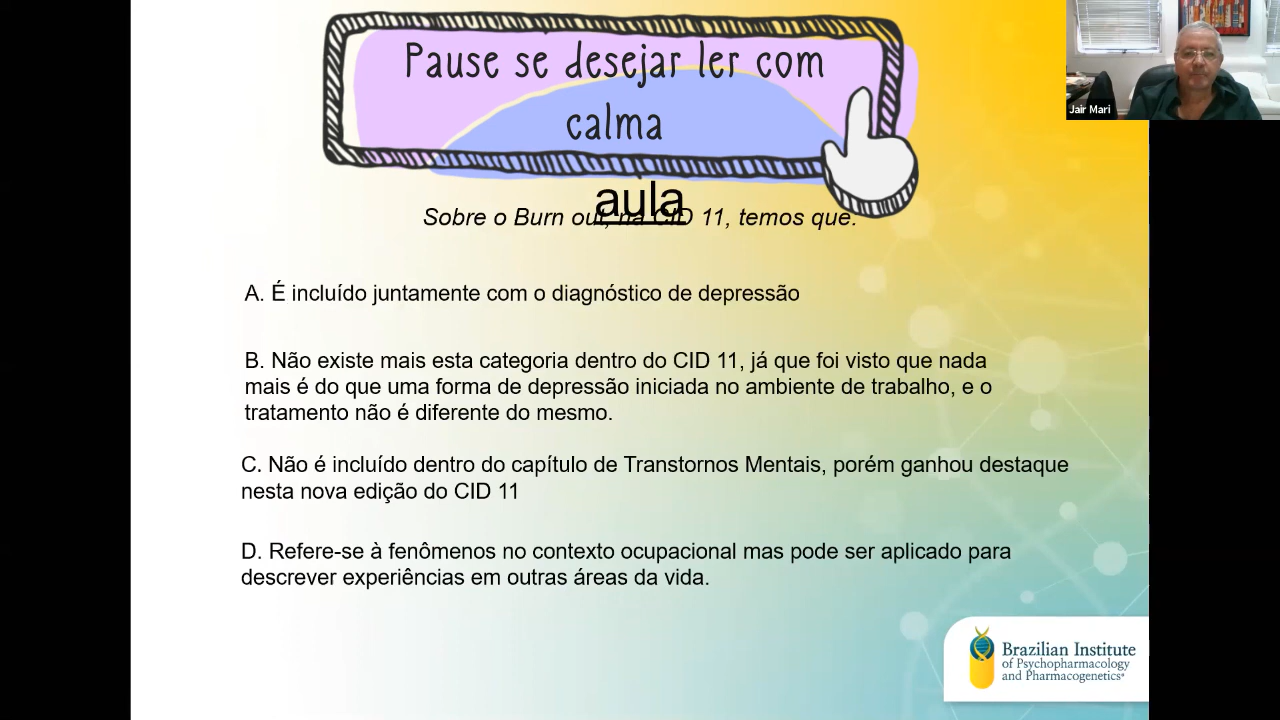 Pause se desejar ler com
calma
Jair Mari
aula
Sobre o Burn out, na CID 11, temos que:
A. É incluído juntamente com o diagnóstico de depressão
B. Não existe mais esta categoria dentro do CID 11, já que foi visto que nada
mais é do que uma forma de depressão iniciada no ambiente de trabalho, e o
tratamento não é diferente do mesmo.
C. Não é incluído dentro do capítulo de Transtornos Mentais, porém ganhou destaque
nesta nova edição do CID 11
D. Refere-se à fenômenos no contexto ocupacional mas pode ser aplicado para
descrever experiências em outras áreas da vida.
Brazilian Institute
of Psychopharmacology
and Pharmacogenetics®